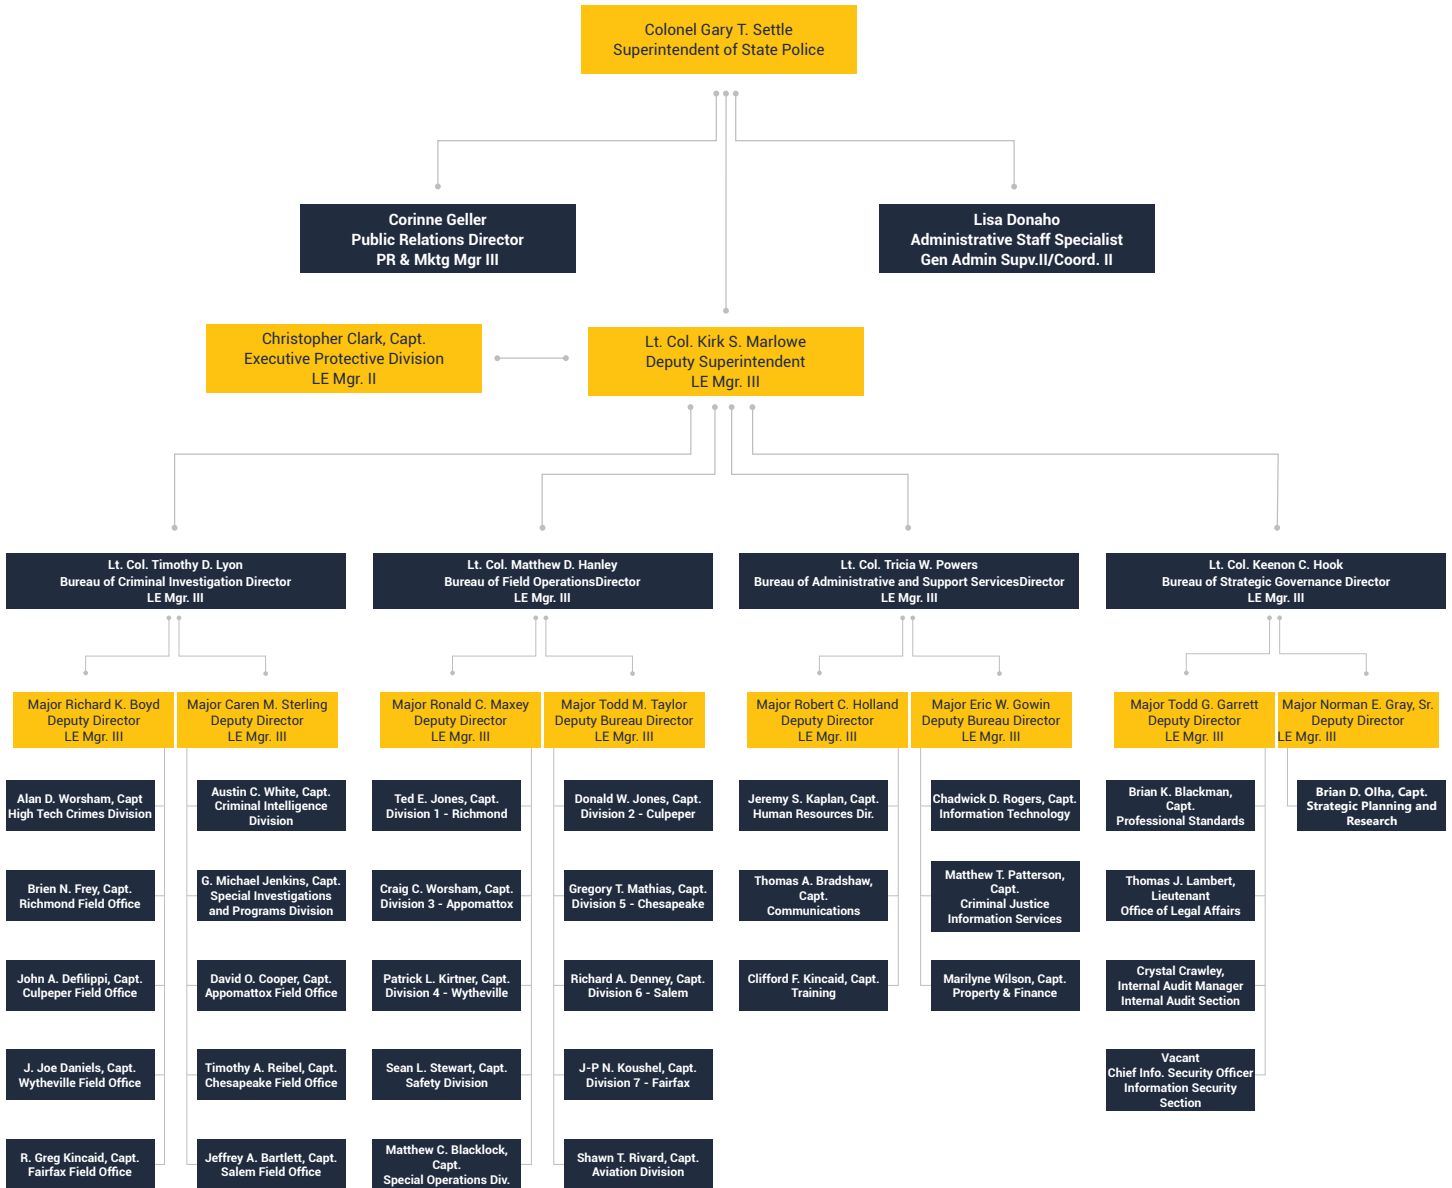 Colonel Gary T. Settle
Superintendent of State Police
Corinne Geller
Public Relations Director
PR & Mktg Mgr III
Lisa Donaho
Administrative Staff Specialist
Gen Admin Supv.II/Coord. II
Christopher Clark, Capt.
Executive Protective Division
LE Mgr. II
Lt. Col. Kirk S. Marlowe
Deputy Superintendent
LE Mgr. III
Lt. Col. Timothy D. Lyon
Bureau of Criminal Investigation Director
LE Mgr. III
Lt. Col. Matthew D. Hanley
Bureau of Field OperationsDirector
LE Mgr. III
Lt. Col. Tricia W. Powers
Bureau of Administrative and Support ServicesDirector
LE Mgr. III
Lt. Col. Keenon C. Hook
Bureau of Strategic Governance Director
LE Mgr. III
Major Richard K. Boyd
Deputy Director
LE Mgr. III
Major Caren M. Sterling
Deputy Director
LE Mgr. III
Major Ronald C. Maxey
Deputy Director
LE Mgr. III
Major Todd M. Taylor
Deputy Bureau Director
LE Mgr. III
Major Robert C. Holland
Deputy Director
LE Mgr. III
Major Eric W. Gowin
Deputy Bureau Director
LE Mgr. III
Major Todd G. Garrett
Deputy Director
LE Mgr. III
Major Norman E. Gray, Sr.
Deputy Director
LE Mgr. III
Alan D. Worsham, Capt
High Tech Crimes Division
Austin C. White, Capt.
Criminal Intelligence
Division
Ted E. Jones, Capt.
Division 1 - Richmond
Donald W. Jones, Capt.
Division 2 - Culpeper
Jeremy S. Kaplan, Capt.
Human Resources Dir.
Chadwick D. Rogers, Capt.
Information Technology
Brian K. Blackman,
Capt.
Professional Standards
Brian D. Olha, Capt.
Strategic Planning and
Research
Brien N. Frey, Capt.
Richmond Field Office
G. Michael Jenkins, Capt.
Special Investigations
and Programs Division
Craig C. Worsham, Capt.
Division 3 - Appomattox
Gregory T. Mathias, Capt.
Division 5 - Chesapeake
Thomas A. Bradshaw,
Capt.
Communications
Matthew T. Patterson,
Capt.
Criminal Justice
Information Services
Thomas J. Lambert,
Lieutenant
Office of Legal Affairs
John A. Defilippi, Capt.
Culpeper Field Office
David O. Cooper, Capt.
Appomattox Field Office
Patrick L. Kirtner, Capt.
Division 4 - Wytheville
Richard A. Denney, Capt.
Division 6 - Salem
Clifford F. Kincaid, Capt.
Training
Marilyne Wilson, Capt.
Property & Finance
Crystal Crawley,
Internal Audit Manager
Internal Audit Section
J. Joe Daniels, Capt.
Wytheville Field Office
Timothy A. Reibel, Capt.
Chesapeake Field Office
Sean L. Stewart, Capt.
Safety Division
J-P N. Koushel, Capt.
Division 7 - Fairfax
Vacant
Chief Info. Security Officer
Information Security
Section
R. Greg Kincaid, Capt.
Fairfax Field Office
Jeffrey A. Bartlett, Capt.
Salem Field Office
Matthew C. Blacklock,
Capt.
Special Operations Div.
Shawn T. Rivard, Capt.
Aviation Division